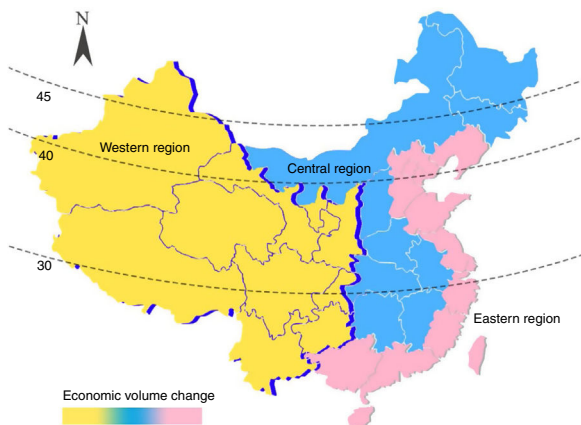 N
45
Western region
40
Central region
30
Eastern region
Economic volume change